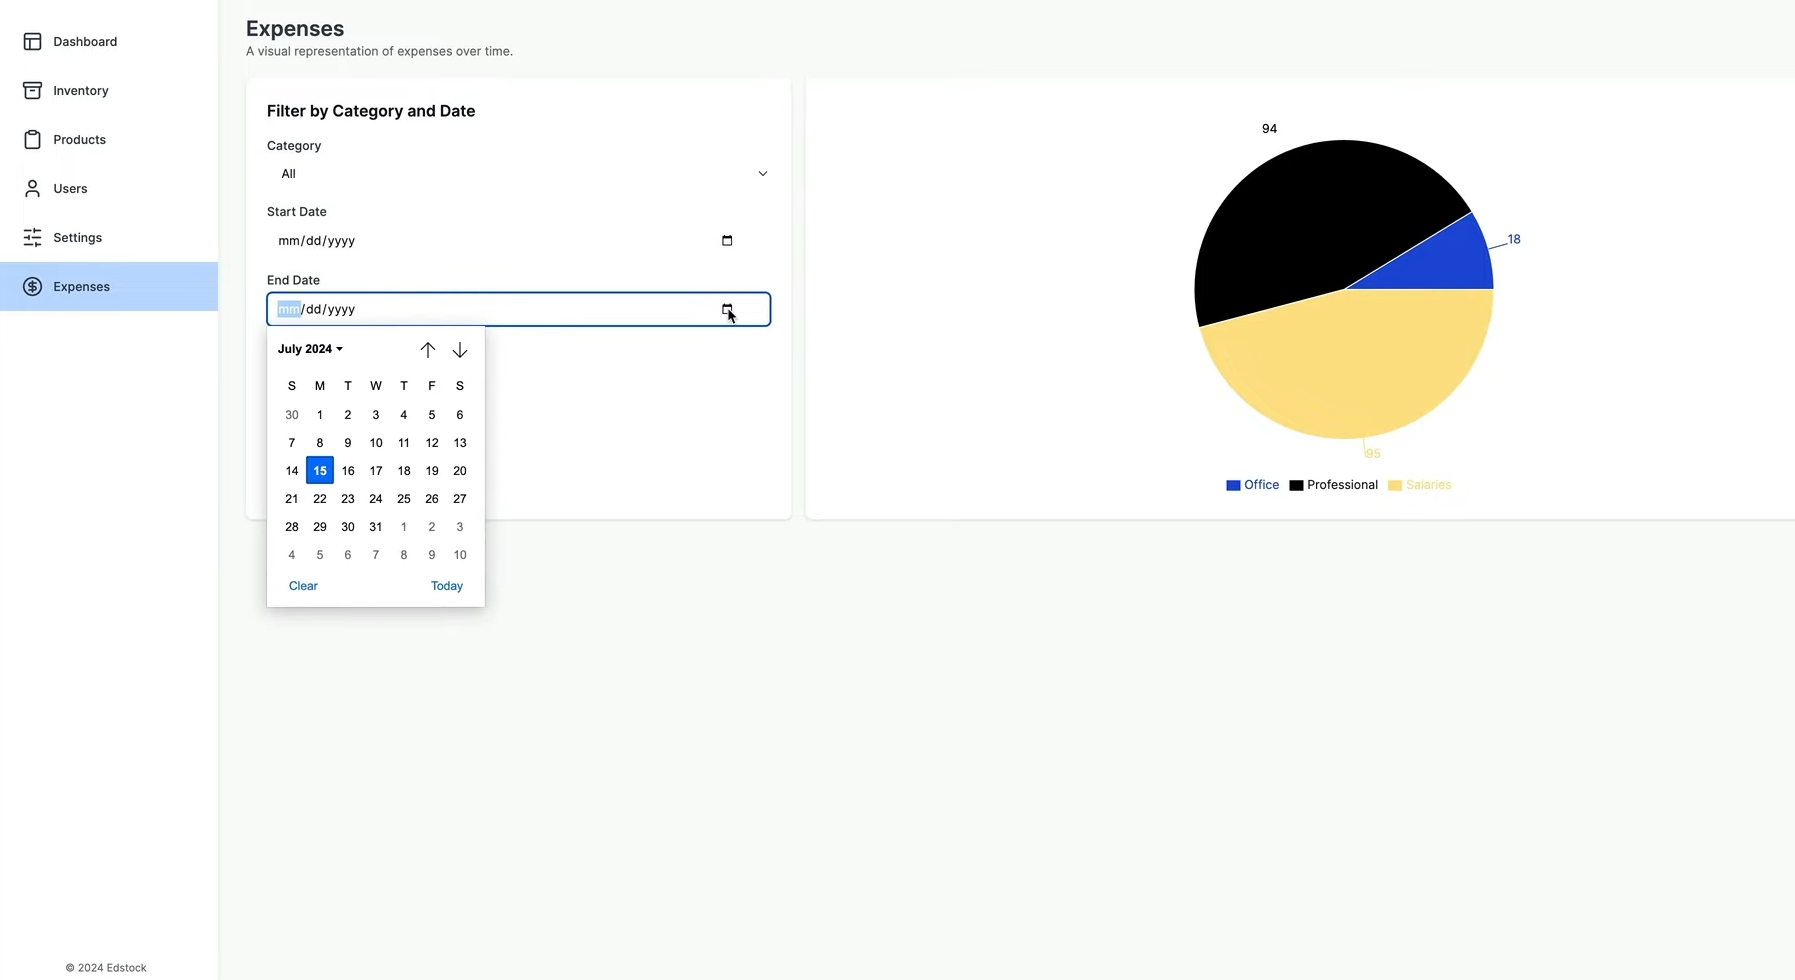 Dashboard
Inventory
Products
Users
Settings
Expenses
© 2024 Edstock
Expenses
A visual representation of expenses over time.
Filter by Category and Date
Category
All
Start Date
mm/dd/yyyy
End Date
mm/dd/yyyy
July 2024
S M T W T F S
30 1 2 3 4 5 6
7 8 9 10 11 12 13
14 15 16 17 18 19 20
21 22 23 24 25 26 27
28 29 30 31 1 2 3
4 5 6 7 8 9 10
Clear Today
94
18
95
Office Professional Salaries